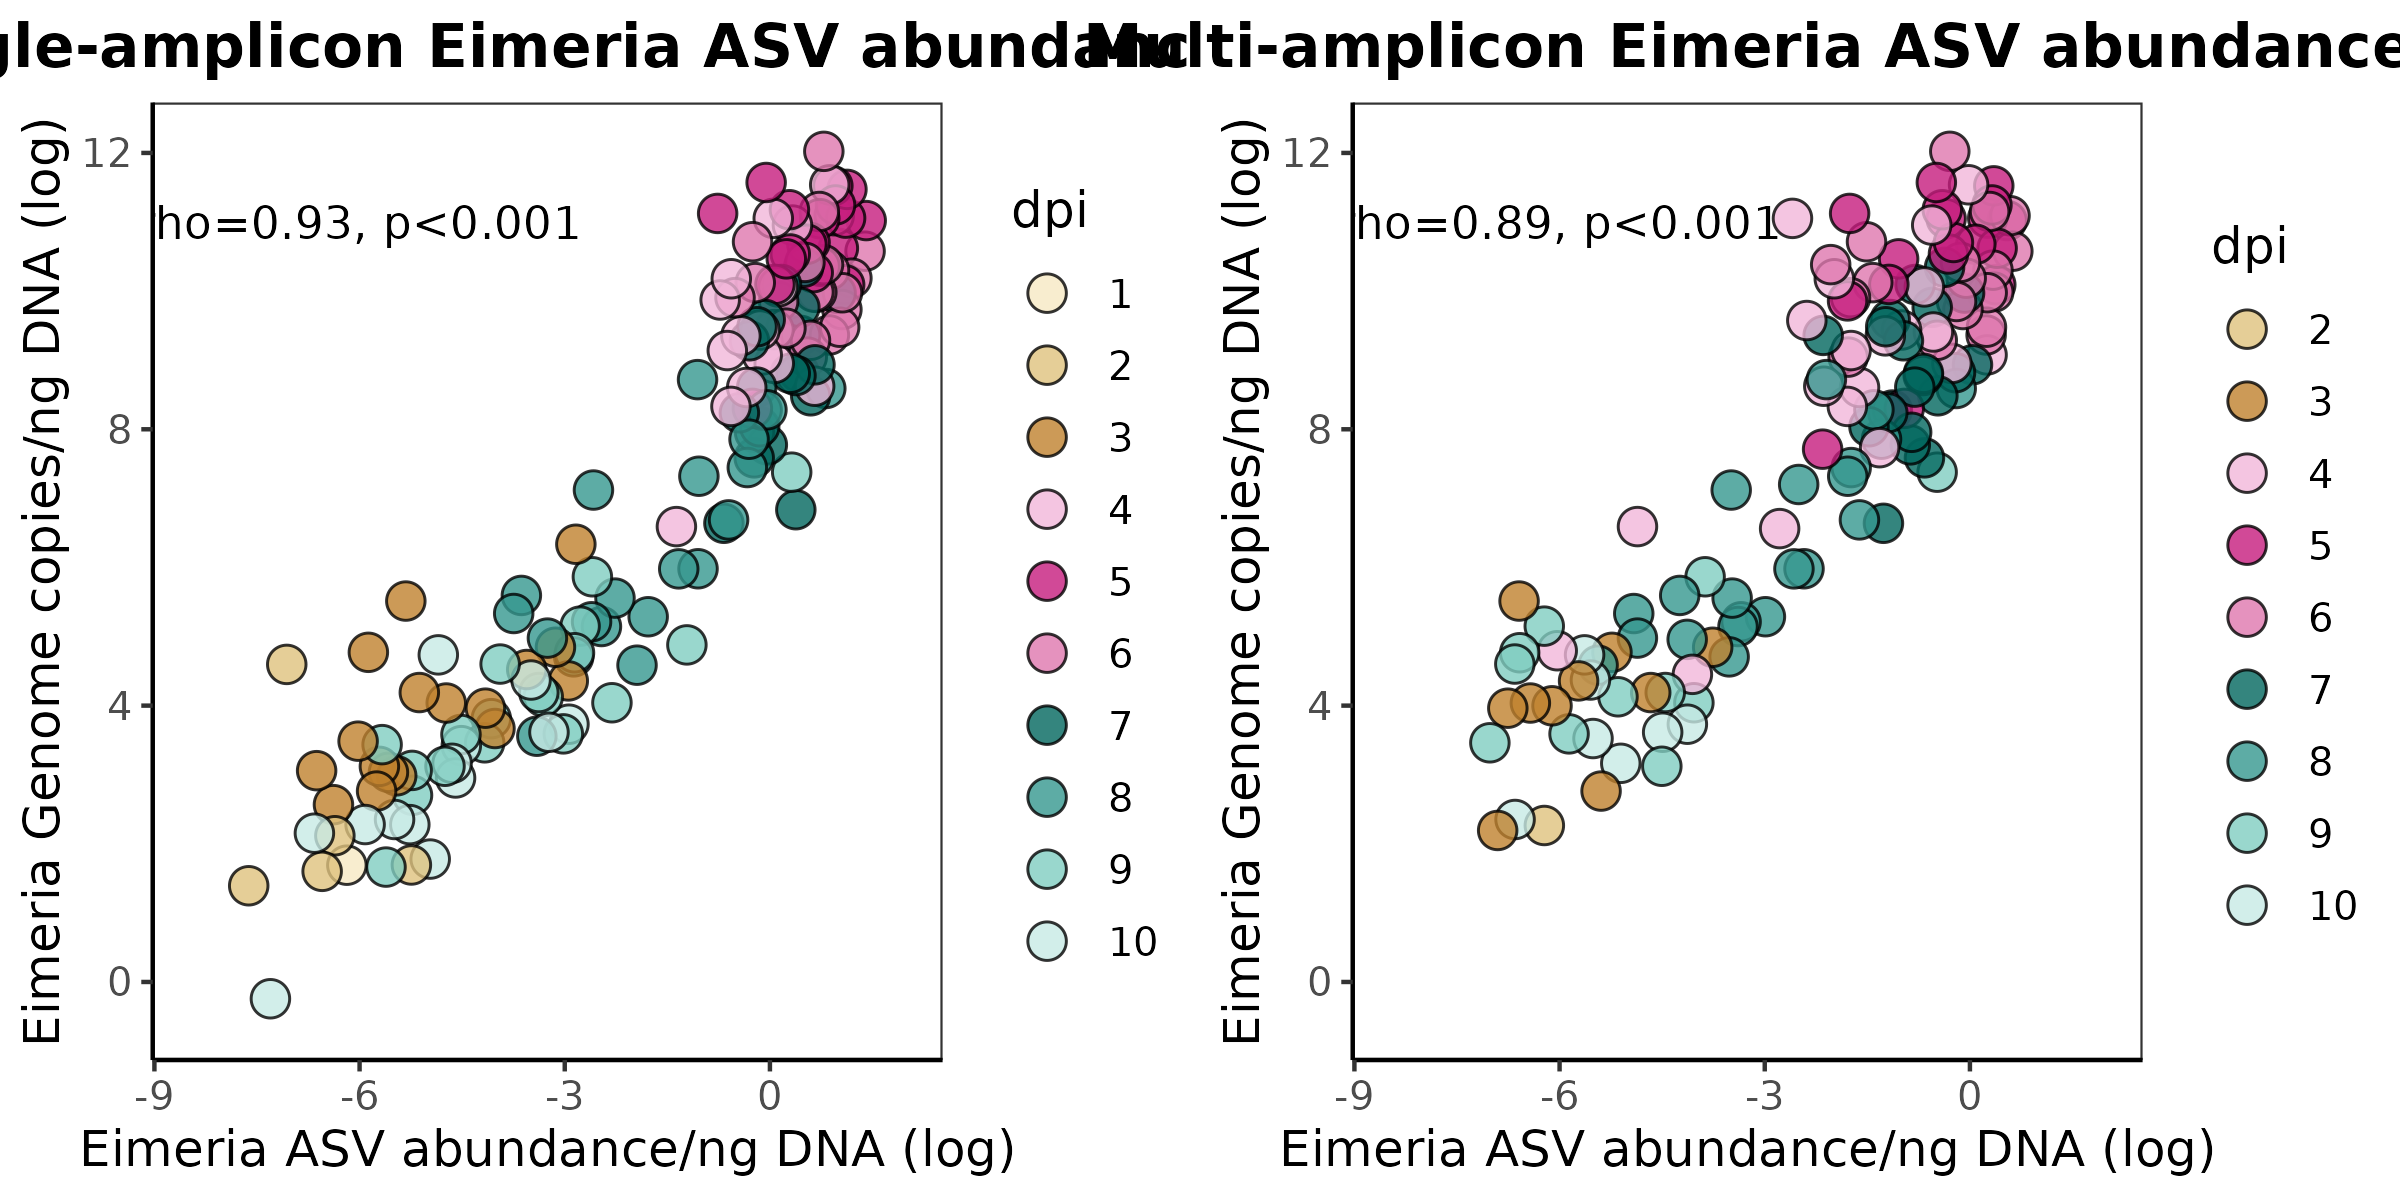 gle-amplicon Eimeria ASV abundanc
Multi-amplicon Eimeria ASV abundance
Eimeria Genome copies/ng DNA (log)
12
8
4
0
ho=0.93, p<0.001
-9 -6 -3 0
Eimeria ASV abundance/ng DNA (log)
dpi
1
2
3
4
5
6
7
8
9
10
Eimeria Genome copies/ng DNA (log)
12
8
4
0
ho=0.89, p<0.001
-9 -6 -3 0
Eimeria ASV abundance/ng DNA (log)
dpi
2
3
4
5
6
7
8
9
10